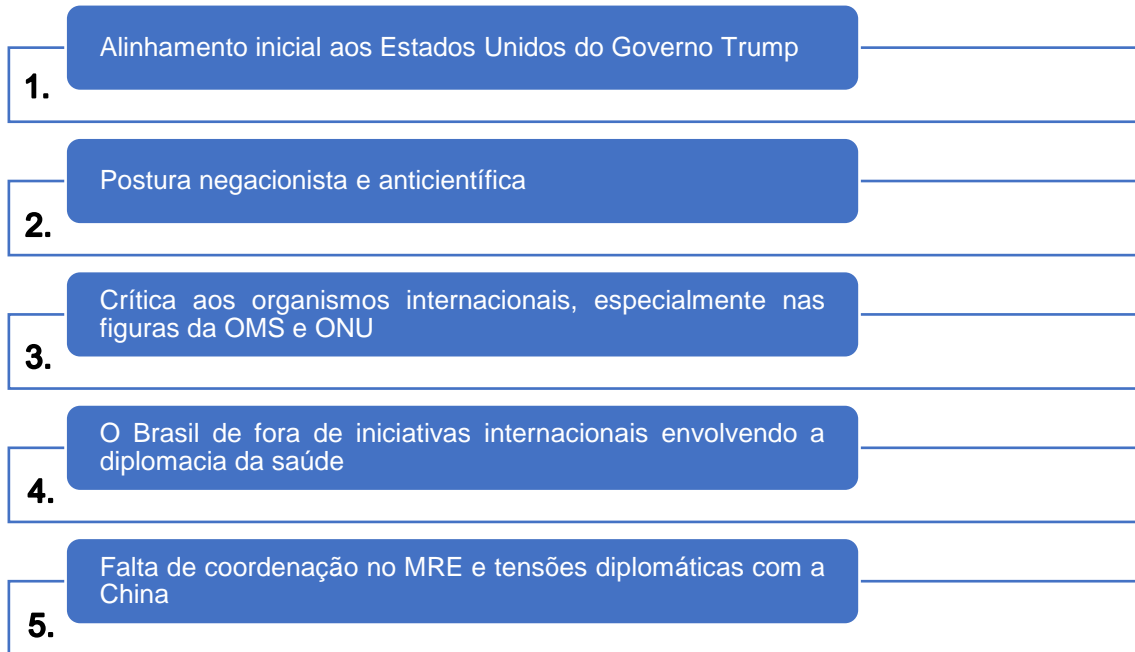 Alinhamento inicial aos Estados Unidos do Governo Trump
1.
Postura negacionista e anticientífica
2.
Crítica aos organismos internacionais, especialmente nas
figuras da OMS e ONU
3.
O Brasil de fora de iniciativas internacionais envolvendo a
diplomacia da saúde
4.
Falta de coordenação no MRE e tensões diplomáticas com a
China
5.